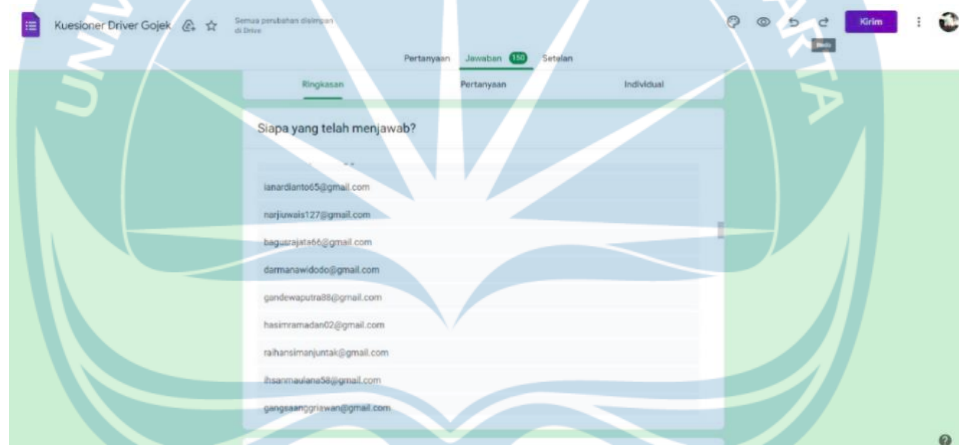 Kuesioner Driver Gojek
Semua perubahan disimpan
di Drive
Kirim
Pertanyaan Jawaban 150 Setelan
Ringkasan Pertanyaan Individual
Siapa yang telah menjawab?
ianardianto65@gmail.com
narjiuwais127@gmail.com
bagusrajata66@gmail.com
darmanawidodo@gmail.com
gandewaputra88@gmail.com
hasimramadan02@gmail.com
raihansimanjuntak@gmail.com
ihsanmaulana58@gmail.com
gangsaanggriawan@gmail.com